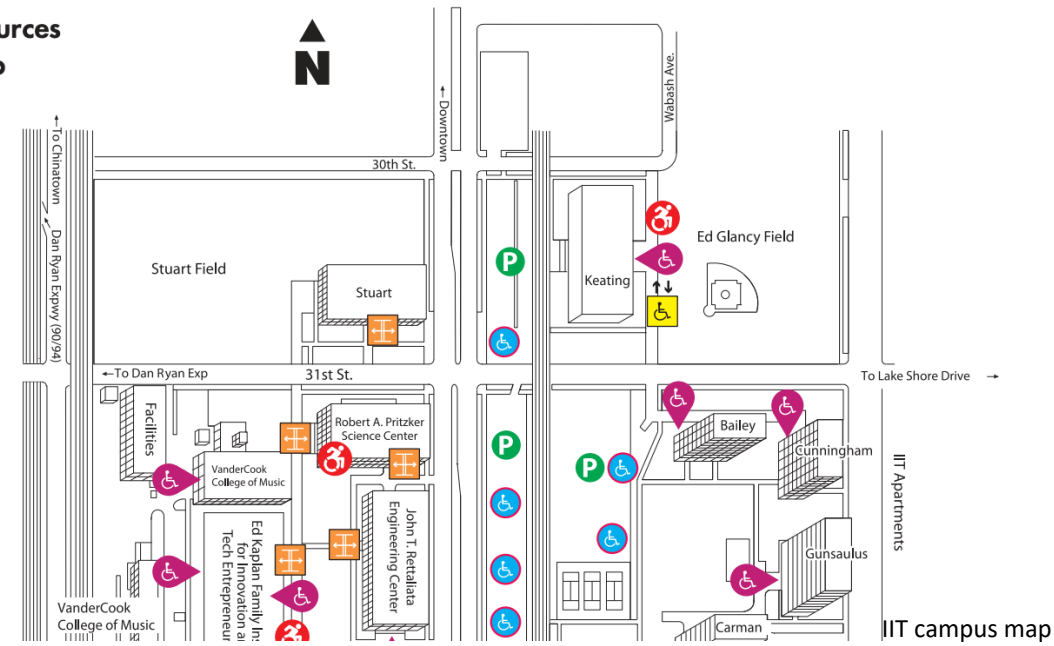 urces
N
Wabash Ave.
← Downtown
←To Chinatown
← Dan Ryan Expwy (90/94)
30th St.
P
Ed Glancy Field
Stuart Field
Keating
Stuart
←To Dan Ryan Exp
31st St.
To Lake Shore Drive →
Facilities
Robert A. Pritzker
Science Center
Bailey
Cunningham
VanderCook
College of Music
P
P
IIT Apartments
John T. Rettaliata
Engineering Center
Ed Kaplan Family Ins
for Innovation a
Tech Entrepreneur
Gunsaulus
VanderCook
College of Music
Carman
IIT campus map